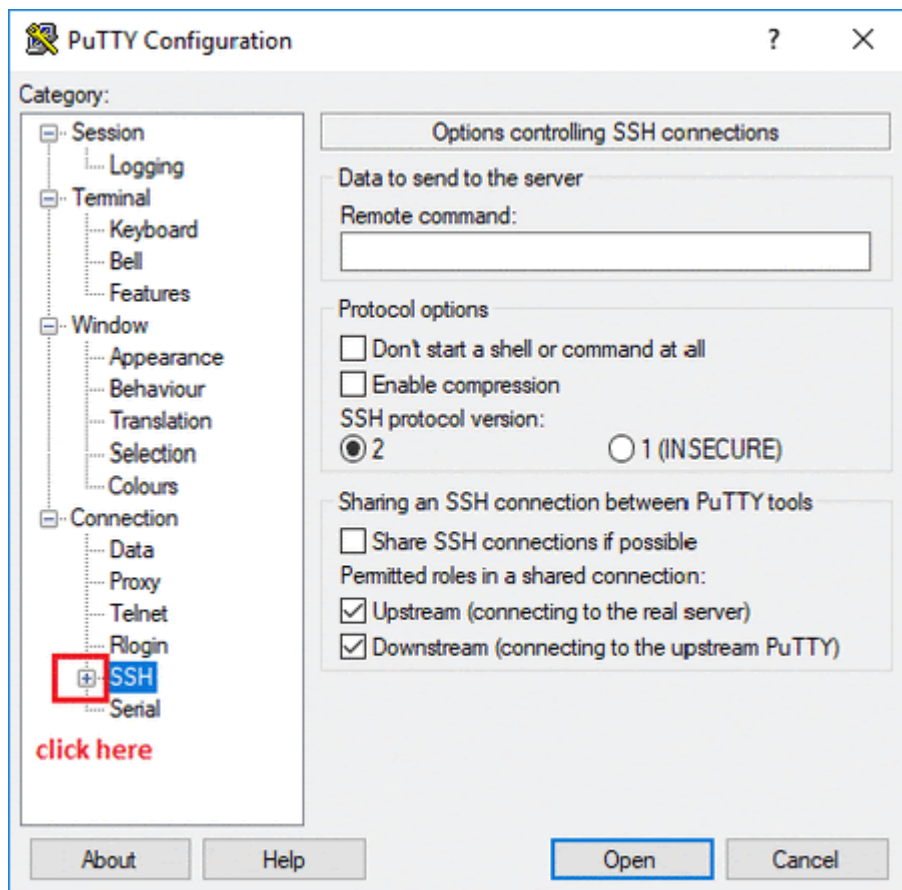 PuTTY Configuration
?
Category:
Session
Logging
Terminal
Keyboard
Bell
Features
Window
Appearance
Behaviour
Translation
Selection
Colours
Connection
Data
Proxy
Telnet
Rlogin
SSH
Serial
click here
Options controlling SSH connections
Data to send to the server
Remote command:
Protocol options
Don't start a shell or command at all
Enable compression
SSH protocol version:
2 1 (INSECURE)
Sharing an SSH connection between PuTTY tools
Share SSH connections if possible
Permitted roles in a shared connection:
Upstream (connecting to the real server)
Downstream (connecting to the upstream PuTTY)
About Help Open Cancel